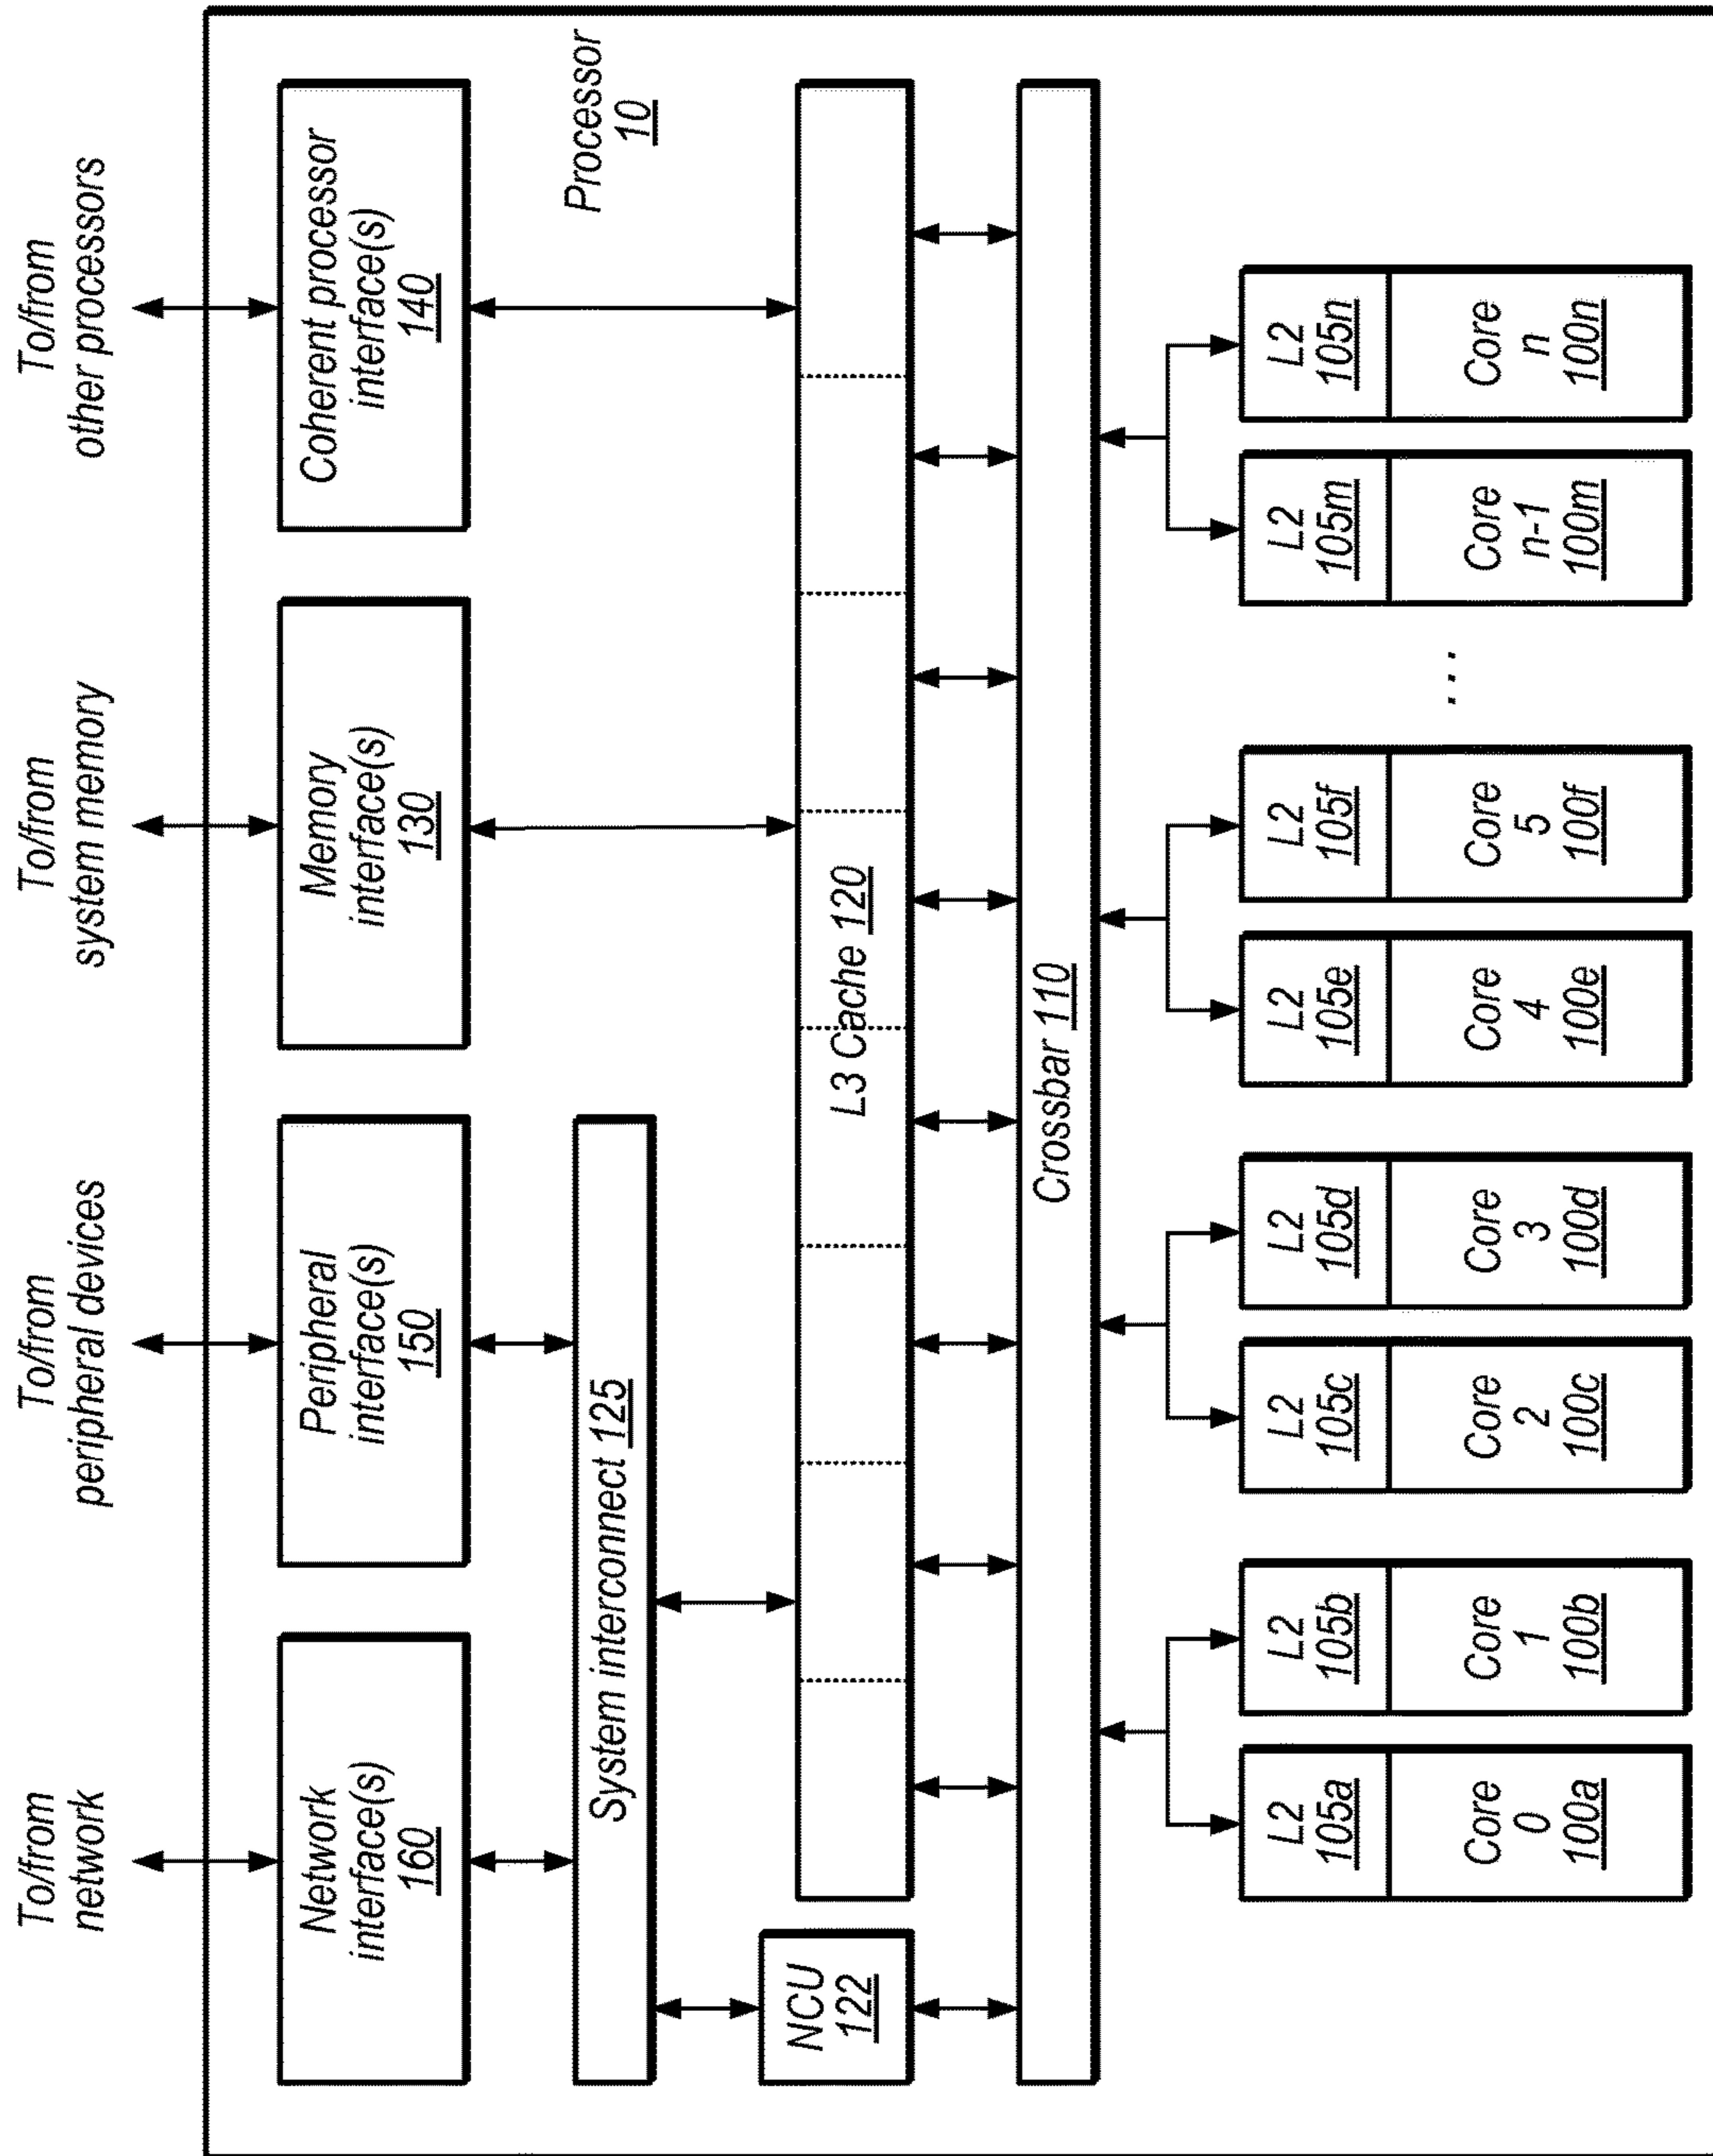 To/from
network
To/from
peripheral devices
To/from
system memory
To/from
other processors
Network
interface(s)
160
Peripheral
interface(s)
150
Memory
interface(s)
130
Coherent processor
interface(s)
140
System interconnect 125
Processor
10
NCU
122
L3 Cache 120
Crossbar 110
L2
105a
Core
0
100a
L2
105b
Core
1
100b
L2
105c
Core
2
100c
L2
105d
Core
3
100d
L2
105e
Core
4
100e
L2
105f
Core
5
100f
...
L2
105m
Core
n-1
100m
L2
105n
Core
n
100n